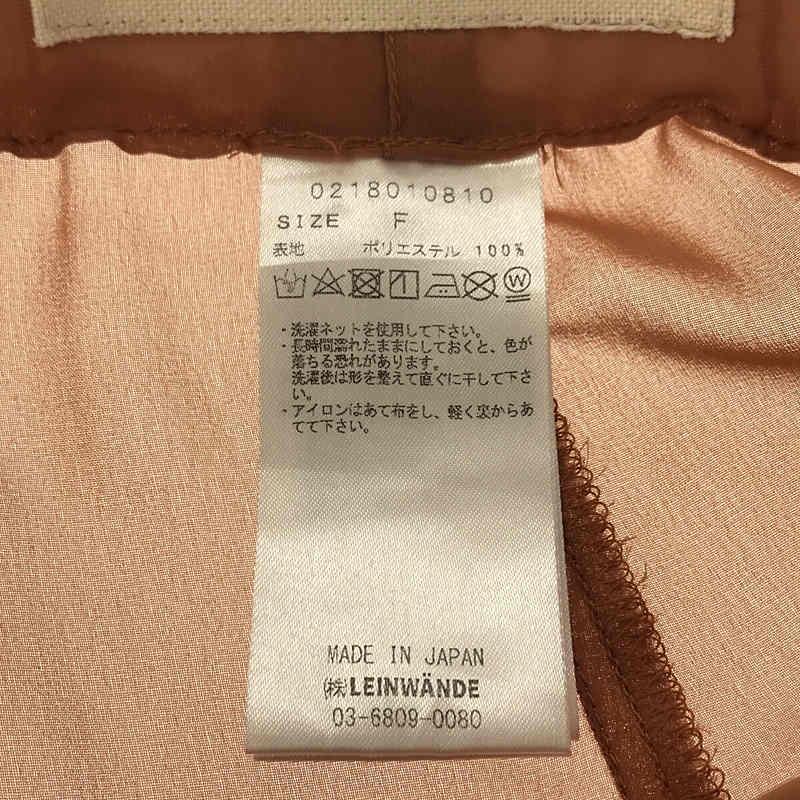 0218010810
SIZE F
表地 ポリエステル 100%
W
・洗濯ネットを使用して下さい。
・長時間濡れたままにしておくと、色が
落ちる恐れがあります。
洗濯後は形を整えて直ぐに干して下さ
い。
・アイロンはあて布をし、軽く裏からあ
てて下さい。
MADE IN JAPAN
(株)LEINWÄNDE
03-6809-0080